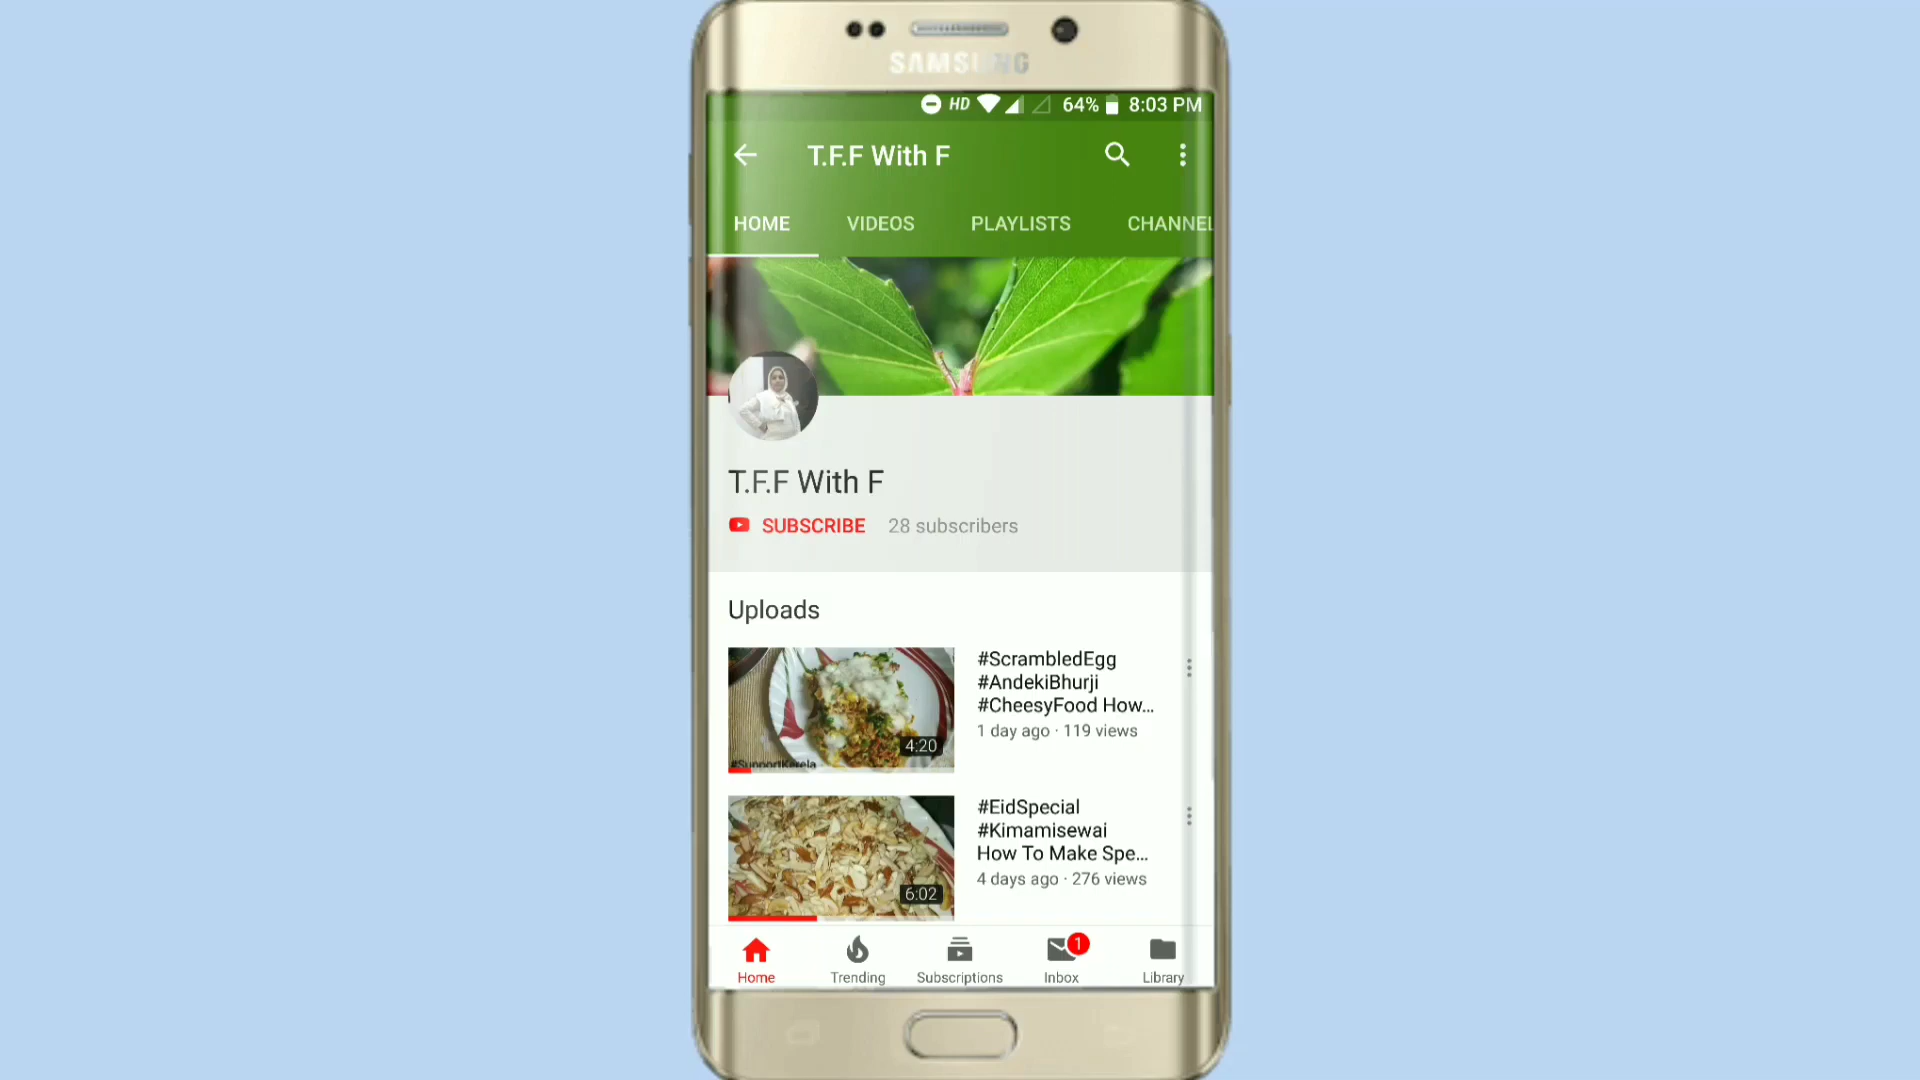 SAMSUNG
HD 64% 8:03 PM
T.F.F With F
HOME VIDEOS PLAYLISTS CHANNEL
T.F.F With F
SUBSCRIBE 28 subscribers
Uploads
#ScrambledEgg
#AndekiBhurji
#CheesyFood How...
1 day ago · 119 views
4:20
#SupportKerela
#EidSpecial
#Kimamisewai
How To Make Spe...
4 days ago · 276 views
6:02
1
Home Trending Subscriptions Inbox Library